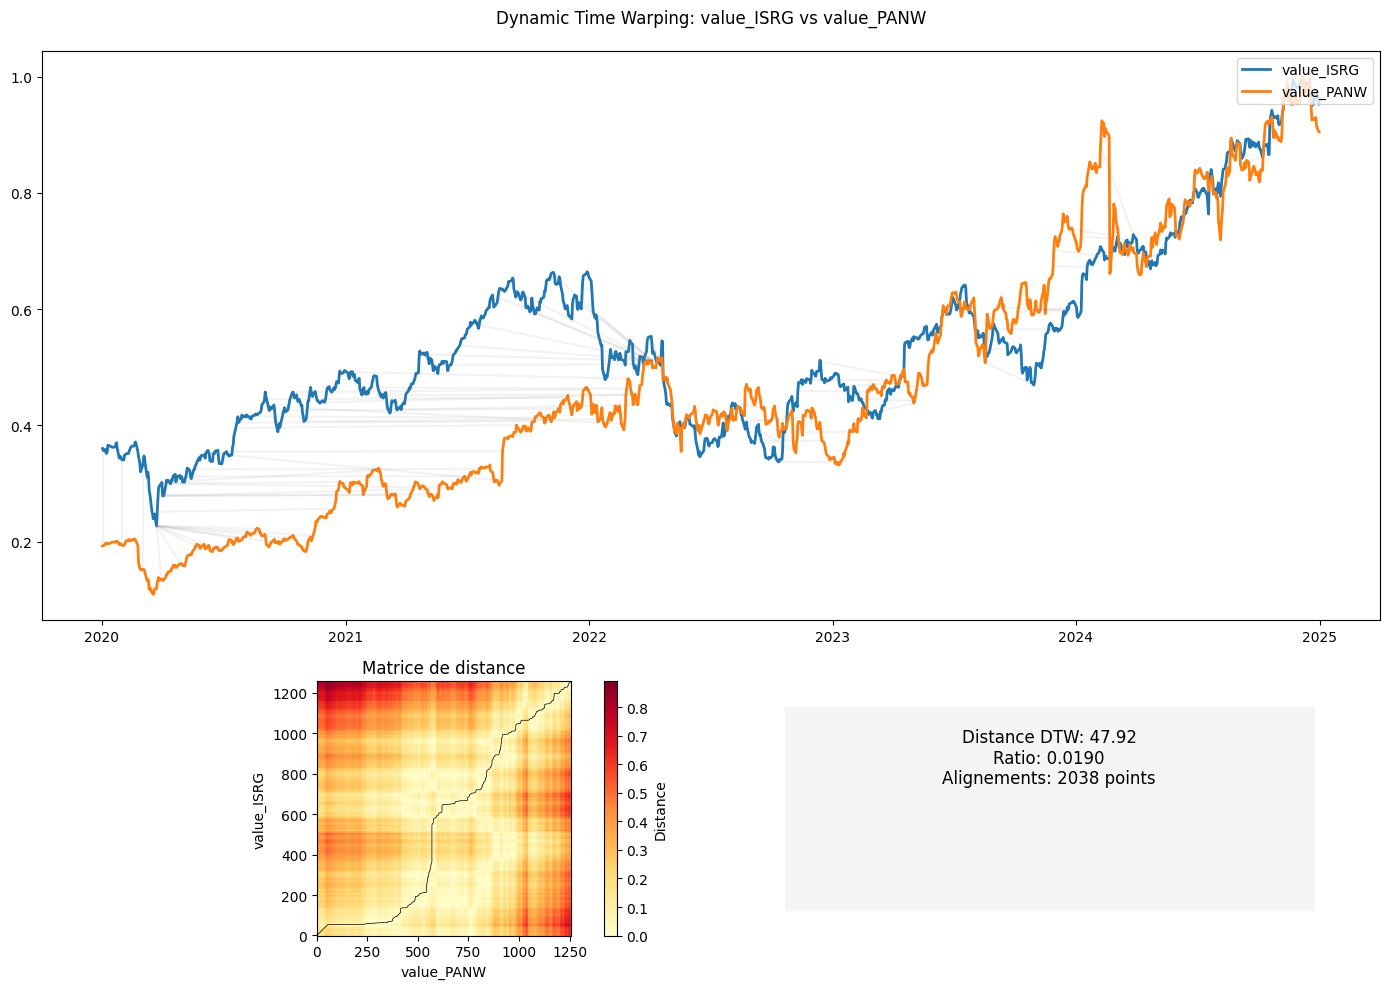 Dynamic Time Warping: value_ISRG vs value_PANW
value_ISRG
value_PANW
1.0
0.8
0.6
0.4
0.2
2020 2021 2022 2023 2024 2025
Matrice de distance
1200
1000
800
600
400
200
0
value_ISRG
0 250 500 750 1000 1250
value_PANW
0.8
0.7
0.6
0.5
0.4
0.3
0.2
0.1
0.0
Distance
Distance DTW: 47.92
Ratio: 0.0190
Alignements: 2038 points